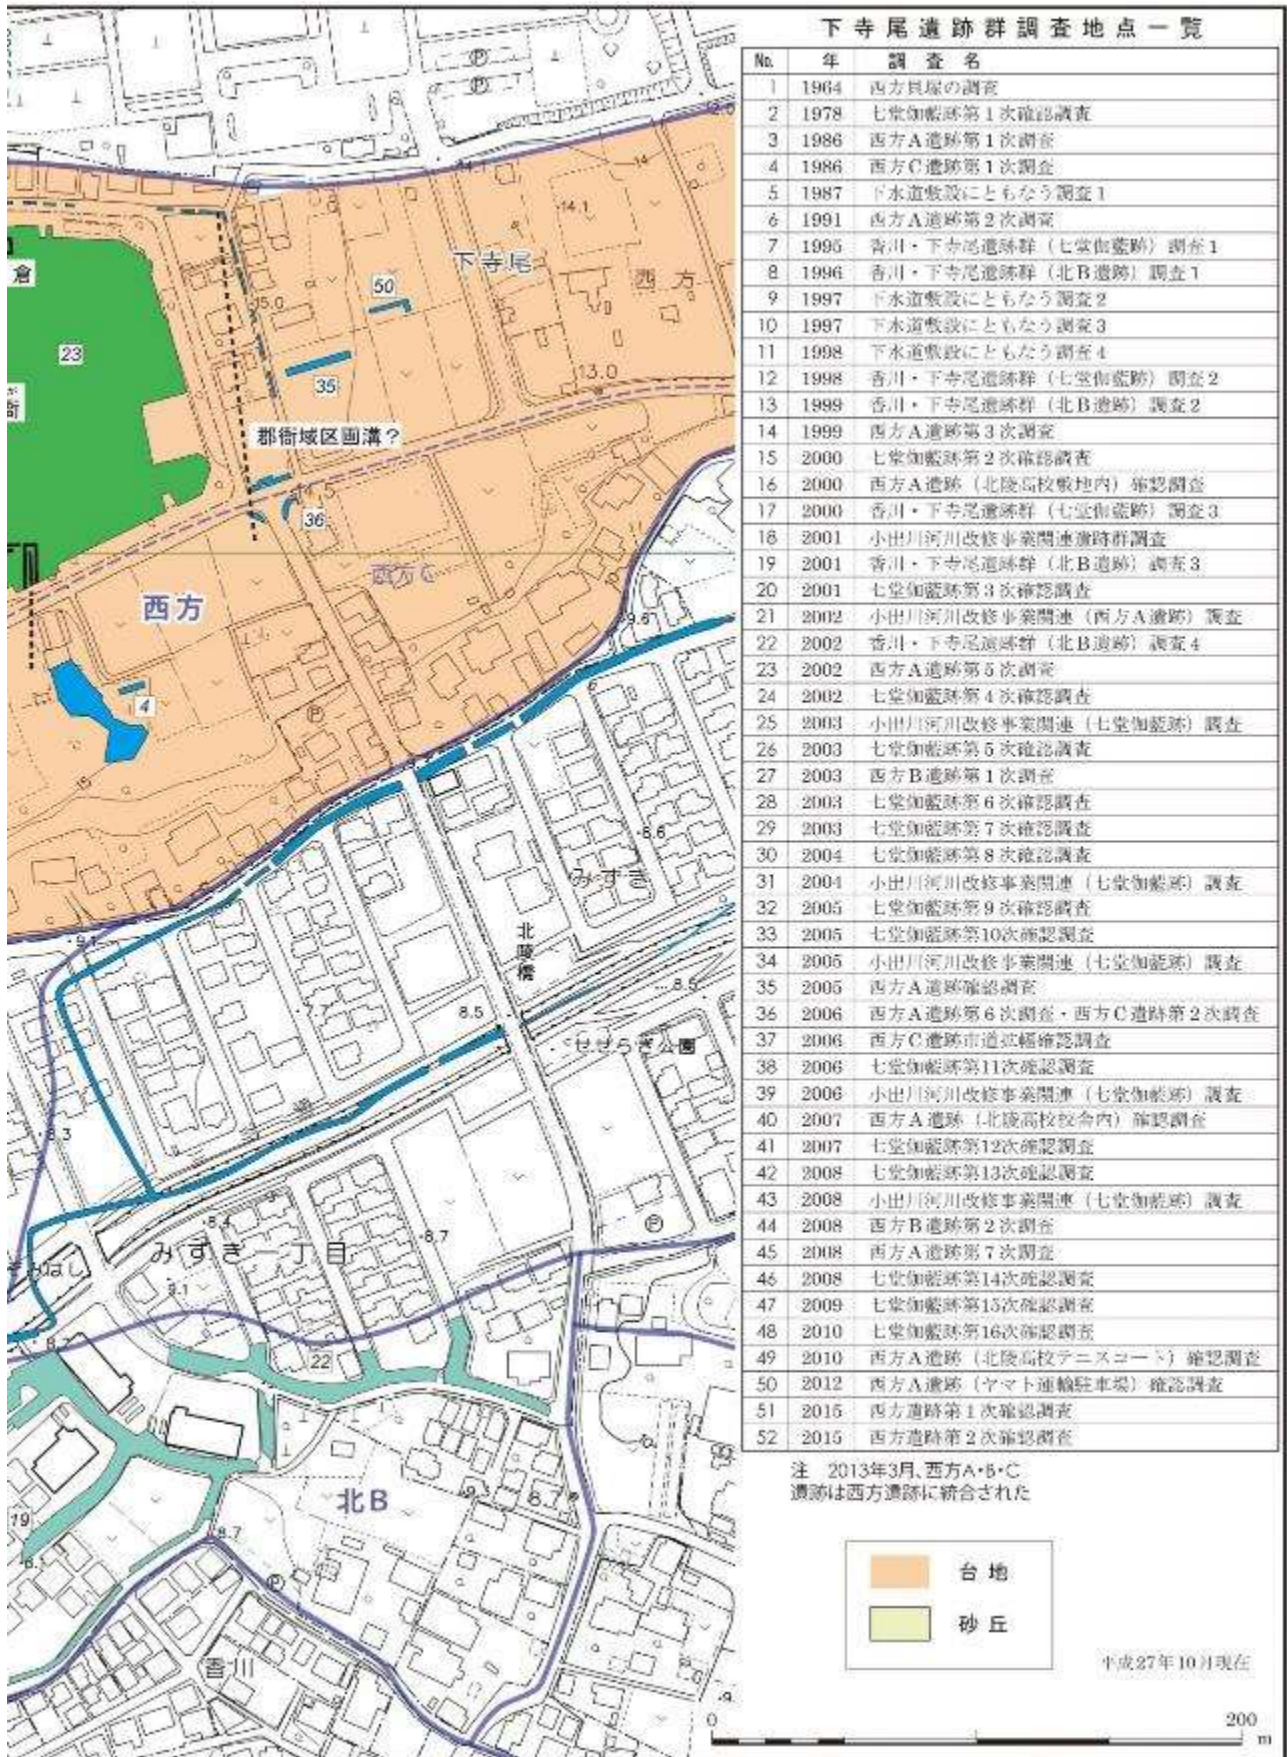 下寺尾遺跡群調査地点一覧
No. 年 調査名
1 1964 西方貝塚の調査
2 1978 七堂伽藍跡第1次確認調査
3 1986 西方A遺跡第1次調査
4 1986 西方C遺跡第1次調査
5 1987 下水道敷設にともなう調査1
6 1991 西方A遺跡第2次調査
7 1995 香川・下寺尾遺跡群（七堂伽藍跡）調査1
8 1996 香川・下寺尾遺跡群（北B遺跡）調査1
9 1997 下水道敷設にともなう調査2
10 1997 下水道敷設にともなう調査3
11 1998 下水道敷設にともなう調査4
12 1998 香川・下寺尾遺跡群（七堂伽藍跡）調査2
13 1999 香川・下寺尾遺跡群（北B遺跡）調査2
14 1999 西方A遺跡第3次調査
15 2000 七堂伽藍跡第2次確認調査
16 2000 西方A遺跡（北陵高校敷地内）確認調査
17 2000 香川・下寺尾遺跡群（七堂伽藍跡）調査3
18 2001 小出川河川改修事業関連遺跡群調査
19 2001 香川・下寺尾遺跡群（北B遺跡）調査3
20 2001 七堂伽藍跡第3次確認調査
21 2002 小出川河川改修事業関連（西方A遺跡）調査
22 2002 香川・下寺尾遺跡群（北B遺跡）調査4
23 2002 西方A遺跡第5次調査
24 2002 七堂伽藍跡第4次確認調査
25 2003 小出川河川改修事業関連（七堂伽藍跡）調査
26 2003 七堂伽藍跡第5次確認調査
27 2003 西方B遺跡第1次調査
28 2003 七堂伽藍跡第6次確認調査
29 2003 七堂伽藍跡第7次確認調査
30 2004 七堂伽藍跡第8次確認調査
31 2004 小出川河川改修事業関連（七堂伽藍跡）調査
32 2005 七堂伽藍跡第9次確認調査
33 2005 七堂伽藍跡第10次確認調査
34 2005 小出川河川改修事業関連（七堂伽藍跡）調査
35 2005 西方A遺跡確認調査
36 2006 西方A遺跡第6次調査・西方C遺跡第2次調査
37 2006 西方C遺跡市道拡幅確認調査
38 2006 七堂伽藍跡第11次確認調査
39 2006 小出川河川改修事業関連（七堂伽藍跡）調査
40 2007 西方A遺跡（北陵高校校舎内）確認調査
41 2007 七堂伽藍跡第12次確認調査
42 2008 七堂伽藍跡第13次確認調査
43 2008 小出川河川改修事業関連（七堂伽藍跡）調査
44 2008 西方B遺跡第2次調査
45 2008 西方A遺跡第7次調査
46 2008 七堂伽藍跡第14次確認調査
47 2009 七堂伽藍跡第15次確認調査
48 2010 七堂伽藍跡第16次確認調査
49 2010 西方A遺跡（北陵高校テニスコート）確認調査
50 2012 西方A遺跡（ヤマト運輸駐車場）確認調査
51 2015 西方遺跡第1次確認調査
52 2015 西方遺跡第2次確認調査
注 2013年3月、西方A・B・C
遺跡は西方遺跡に統合された
台地
砂丘
平成27年10月現在
0 200
m
14
14.1
下寺尾
西方
倉
50
15.0
23
35
13.0
郡衙域区画溝？
36
西方C
西方
9.6
4
15
8.6
みずき
北陵橋
8.5
8.5
せせらぎ公園
8.3
8.4
8.7
みずき一丁目
はし
9.1
22
19
北B
9.3
8.7
8.7
香川